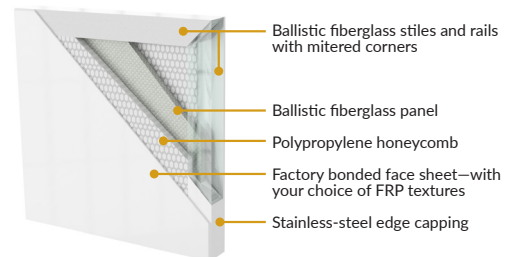 Ballistic fiberglass stiles and rails
with mitered corners
Ballistic fiberglass panel
Polypropylene honeycomb
Factory bonded face sheet—with
your choice of FRP textures
Stainless-steel edge capping